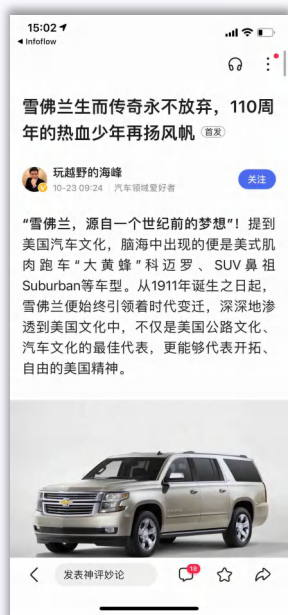 15:02
Infoflow
雪佛兰生而传奇永不放弃，110周
年的热血少年再扬风帆 首发
玩越野的海峰
关注
10-23 09:24 汽车领域爱好者
“雪佛兰，源自一个世纪前的梦想”！提到
美国汽车文化，脑海中出现的便是美式肌
肉跑车“大黄蜂”科迈罗、SUV鼻祖
Suburban等车型。从1911年诞生之日起，
雪佛兰便始终引领着时代变迁，深深地渗
透到美国文化中，不仅是美国公路文化、
汽车文化的最佳代表，更能够代表开拓、
自由的美国精神。
发表神评妙论
18